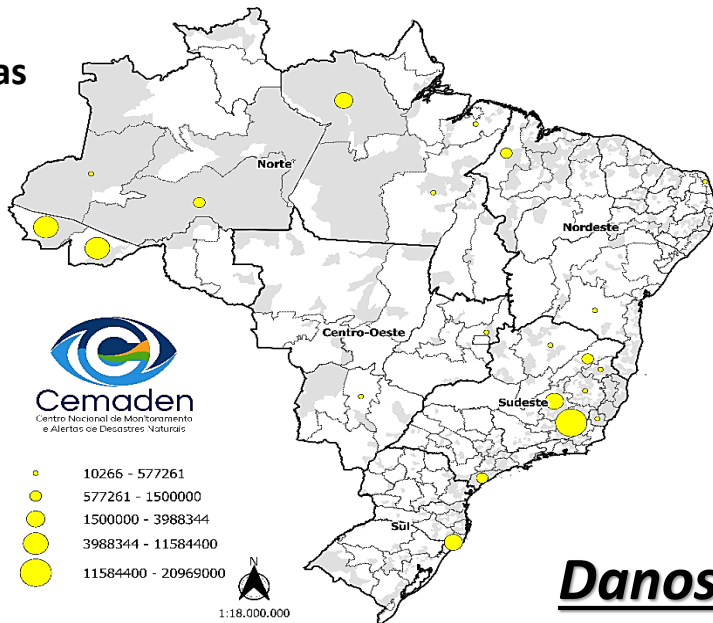 as
Norte
Nordeste
Centro-Oeste
Sudeste
Sul
Cemaden
Centro Nacional de Monitoramento
e Alertas de Desastres Naturais
10266 - 577261
577261 - 1500000
1500000 - 3988344
3988344 - 11584400
11584400 - 20969000
N
1:18.000.000
Danos